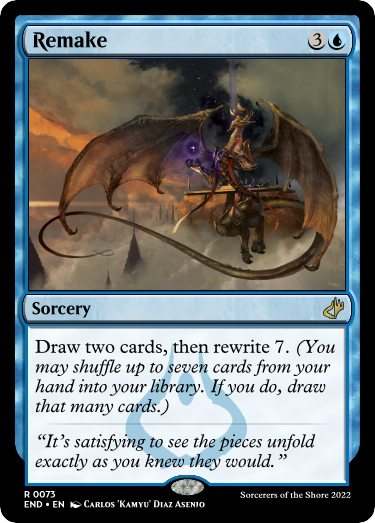 Remake 3
Sorcery
Draw two cards, then rewrite 7. (You
may shuffle up to seven cards from your
hand into your library. If you do, draw
that many cards.)
“It’s satisfying to see the pieces unfold
exactly as you knew they would.”
R 0073
END • EN Carlos 'Kamyu' Diaz Asenjo
Sorcerers of the Shore 2022